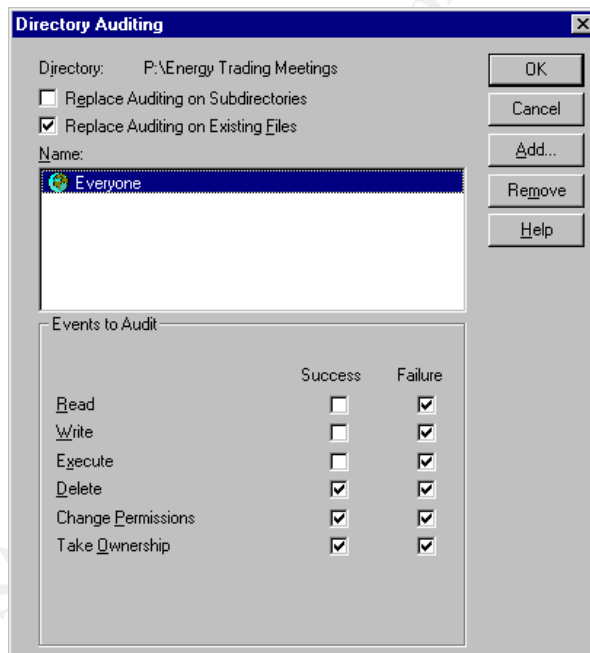 Directory Auditing
Directory: P:\Energy Trading Meetings
Replace Auditing on Subdirectories
Replace Auditing on Existing Files
Name:
Everyone
OK
Cancel
Add...
Remove
Help
Events to Audit
Success Failure
Read
Write
Execute
Delete
Change Permissions
Take Ownership